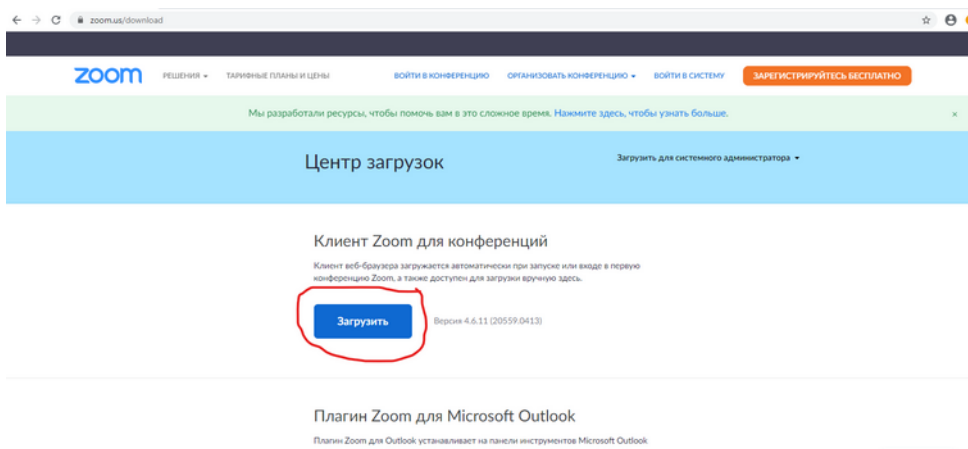 zoom.us/download
zoom РЕШЕНИЯ ТАРИФНЫЕ ПЛАНЫ И ЦЕНЫ ВОЙТИ В КОНФЕРЕНЦИЮ ОРГАНИЗОВАТЬ КОНФЕРЕНЦИЮ ВОЙТИ В СИСТЕМУ ЗАРЕГИСТРИРУЙТЕСЬ БЕСПЛАТНО
Мы разработали ресурсы, чтобы помочь вам в это сложное время. Нажмите здесь, чтобы узнать больше.
Центр загрузок Загрузить для системного администратора
Клиент Zoom для конференций
Клиент веб-браузера загружается автоматически при запуске или входе в первую
конференцию Zoom, а также доступен для загрузки вручную здесь.
Загрузить Версия 4.6.11 (20559.0413)
Плагин Zoom для Microsoft Outlook
Плагин Zoom для Outlook устанавливает на панели инструментов Microsoft Outlook